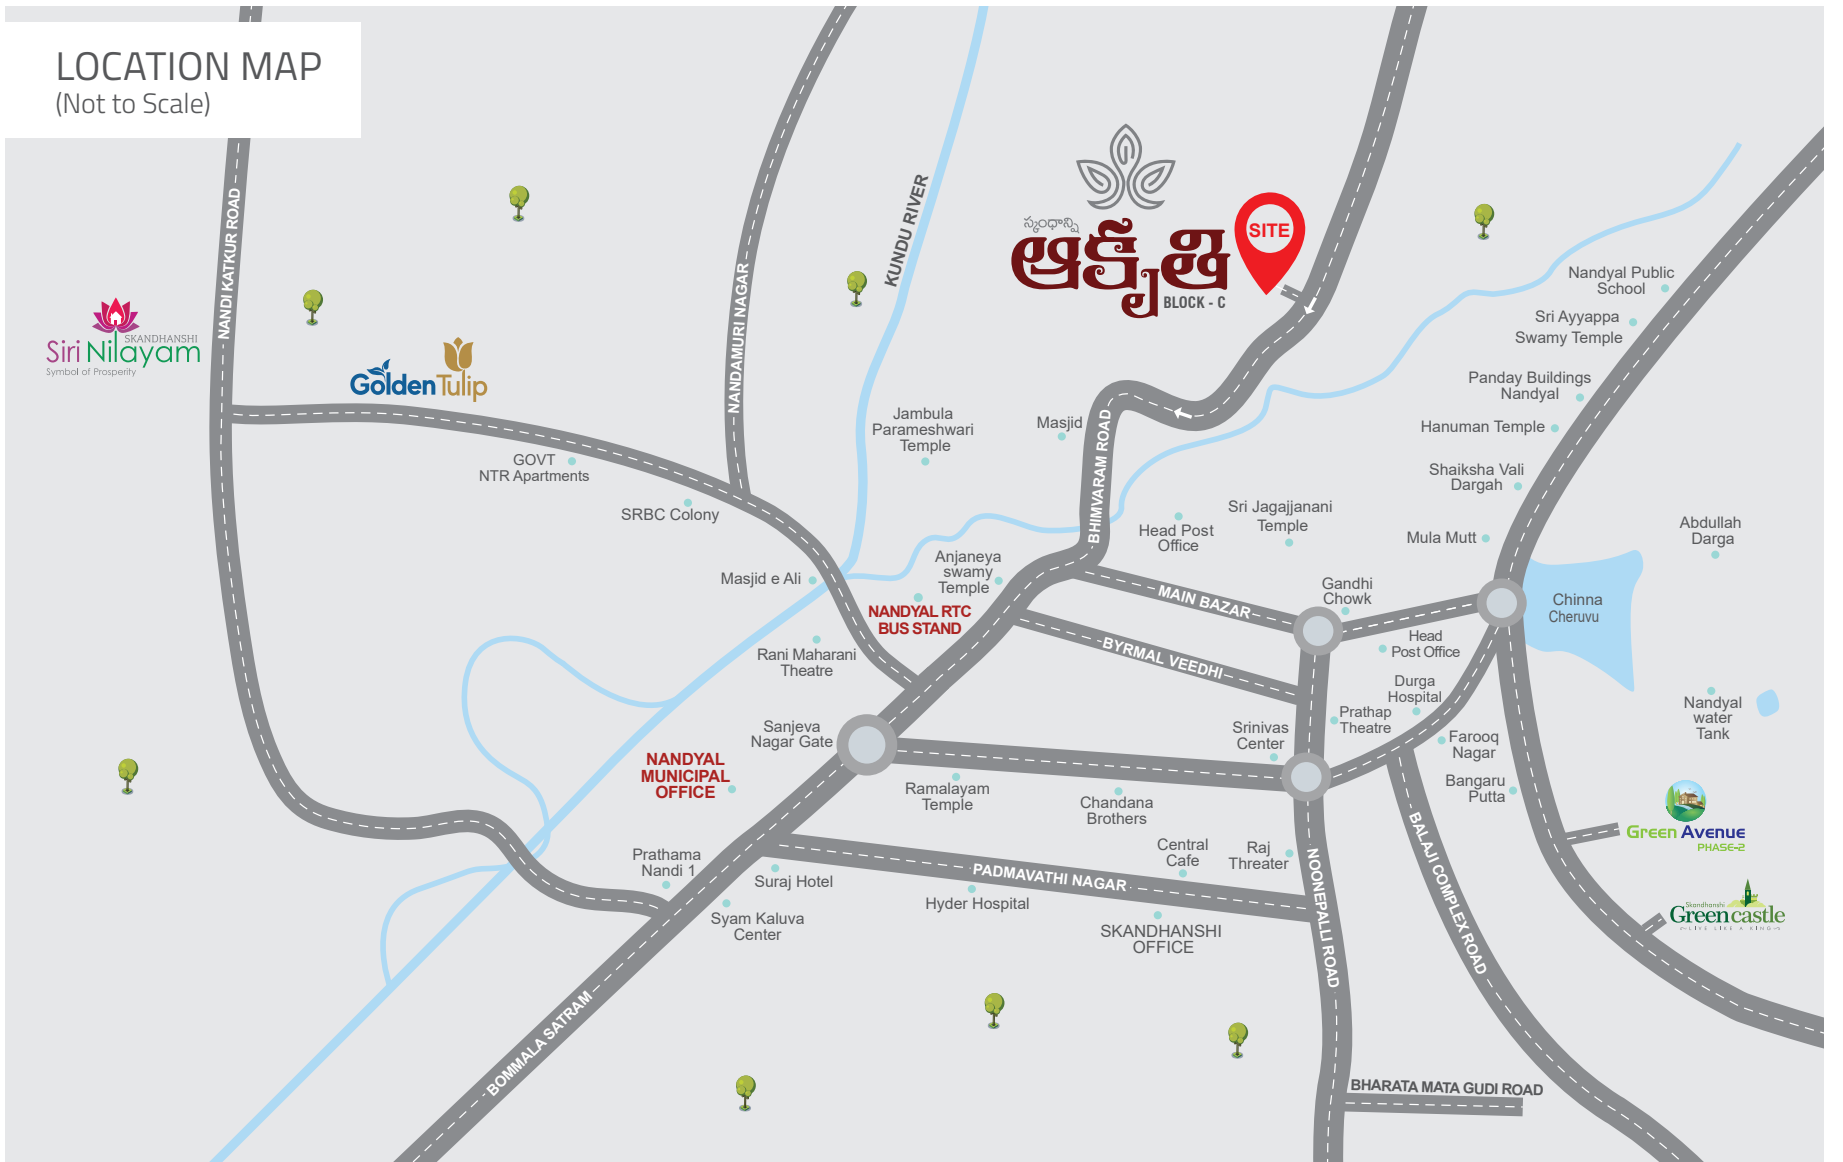 LOCATION MAP
(Not to Scale)
NANDI KATKUR ROAD
NANDAMURI NAGAR
KUNDU RIVER
స్కంధాన్షి
ఆకృతి
BLOCK - C
SITE
Nandyal Public
School
Sri Ayyappa
Swamy Temple
Panday Buildings
Nandyal
Hanuman Temple
Shaiksha Vali
Dargah
Mula Mutt
Abdullah
Darga
SKANDHANSHI
Siri Nilayam
Symbol of Prosperity
Golden Tulip
GOVT
NTR Apartments
SRBC Colony
Jambula
Parameshwari
Temple
Masjid
BHIMVARAM ROAD
Head Post
Office
Sri Jagajjanani
Temple
Masjid e Ali
Anjaneya
swamy
Temple
NANDYAL RTC
BUS STAND
MAIN BAZAR
Gandhi
Chowk
Chinna
Cheruvu
Head
Post Office
BYRMAL VEEDHI
Rani Maharani
Theatre
Durga
Hospital
Prathap
Theatre
Nandyal
water
Tank
Sanjeva
Nagar Gate
Srinivas
Center
Farooq
Nagar
NANDYAL
MUNICIPAL
OFFICE
Ramalayam
Temple
Chandana
Brothers
Bangaru
Putta
Green Avenue
PHASE-2
Prathama
Nandi 1
Suraj Hotel
Central
Cafe
Raj
Threater
PADMAVATHI NAGAR
NOONEPALLI ROAD
BALAJI COMPLEX ROAD
Hyder Hospital
Syam Kaluva
Center
SKANDHANSHI
OFFICE
Skandhanshi
Greencastle
LIVE LIKE A KING
BOMMALA SATRAM
BHARATA MATA GUDI ROAD